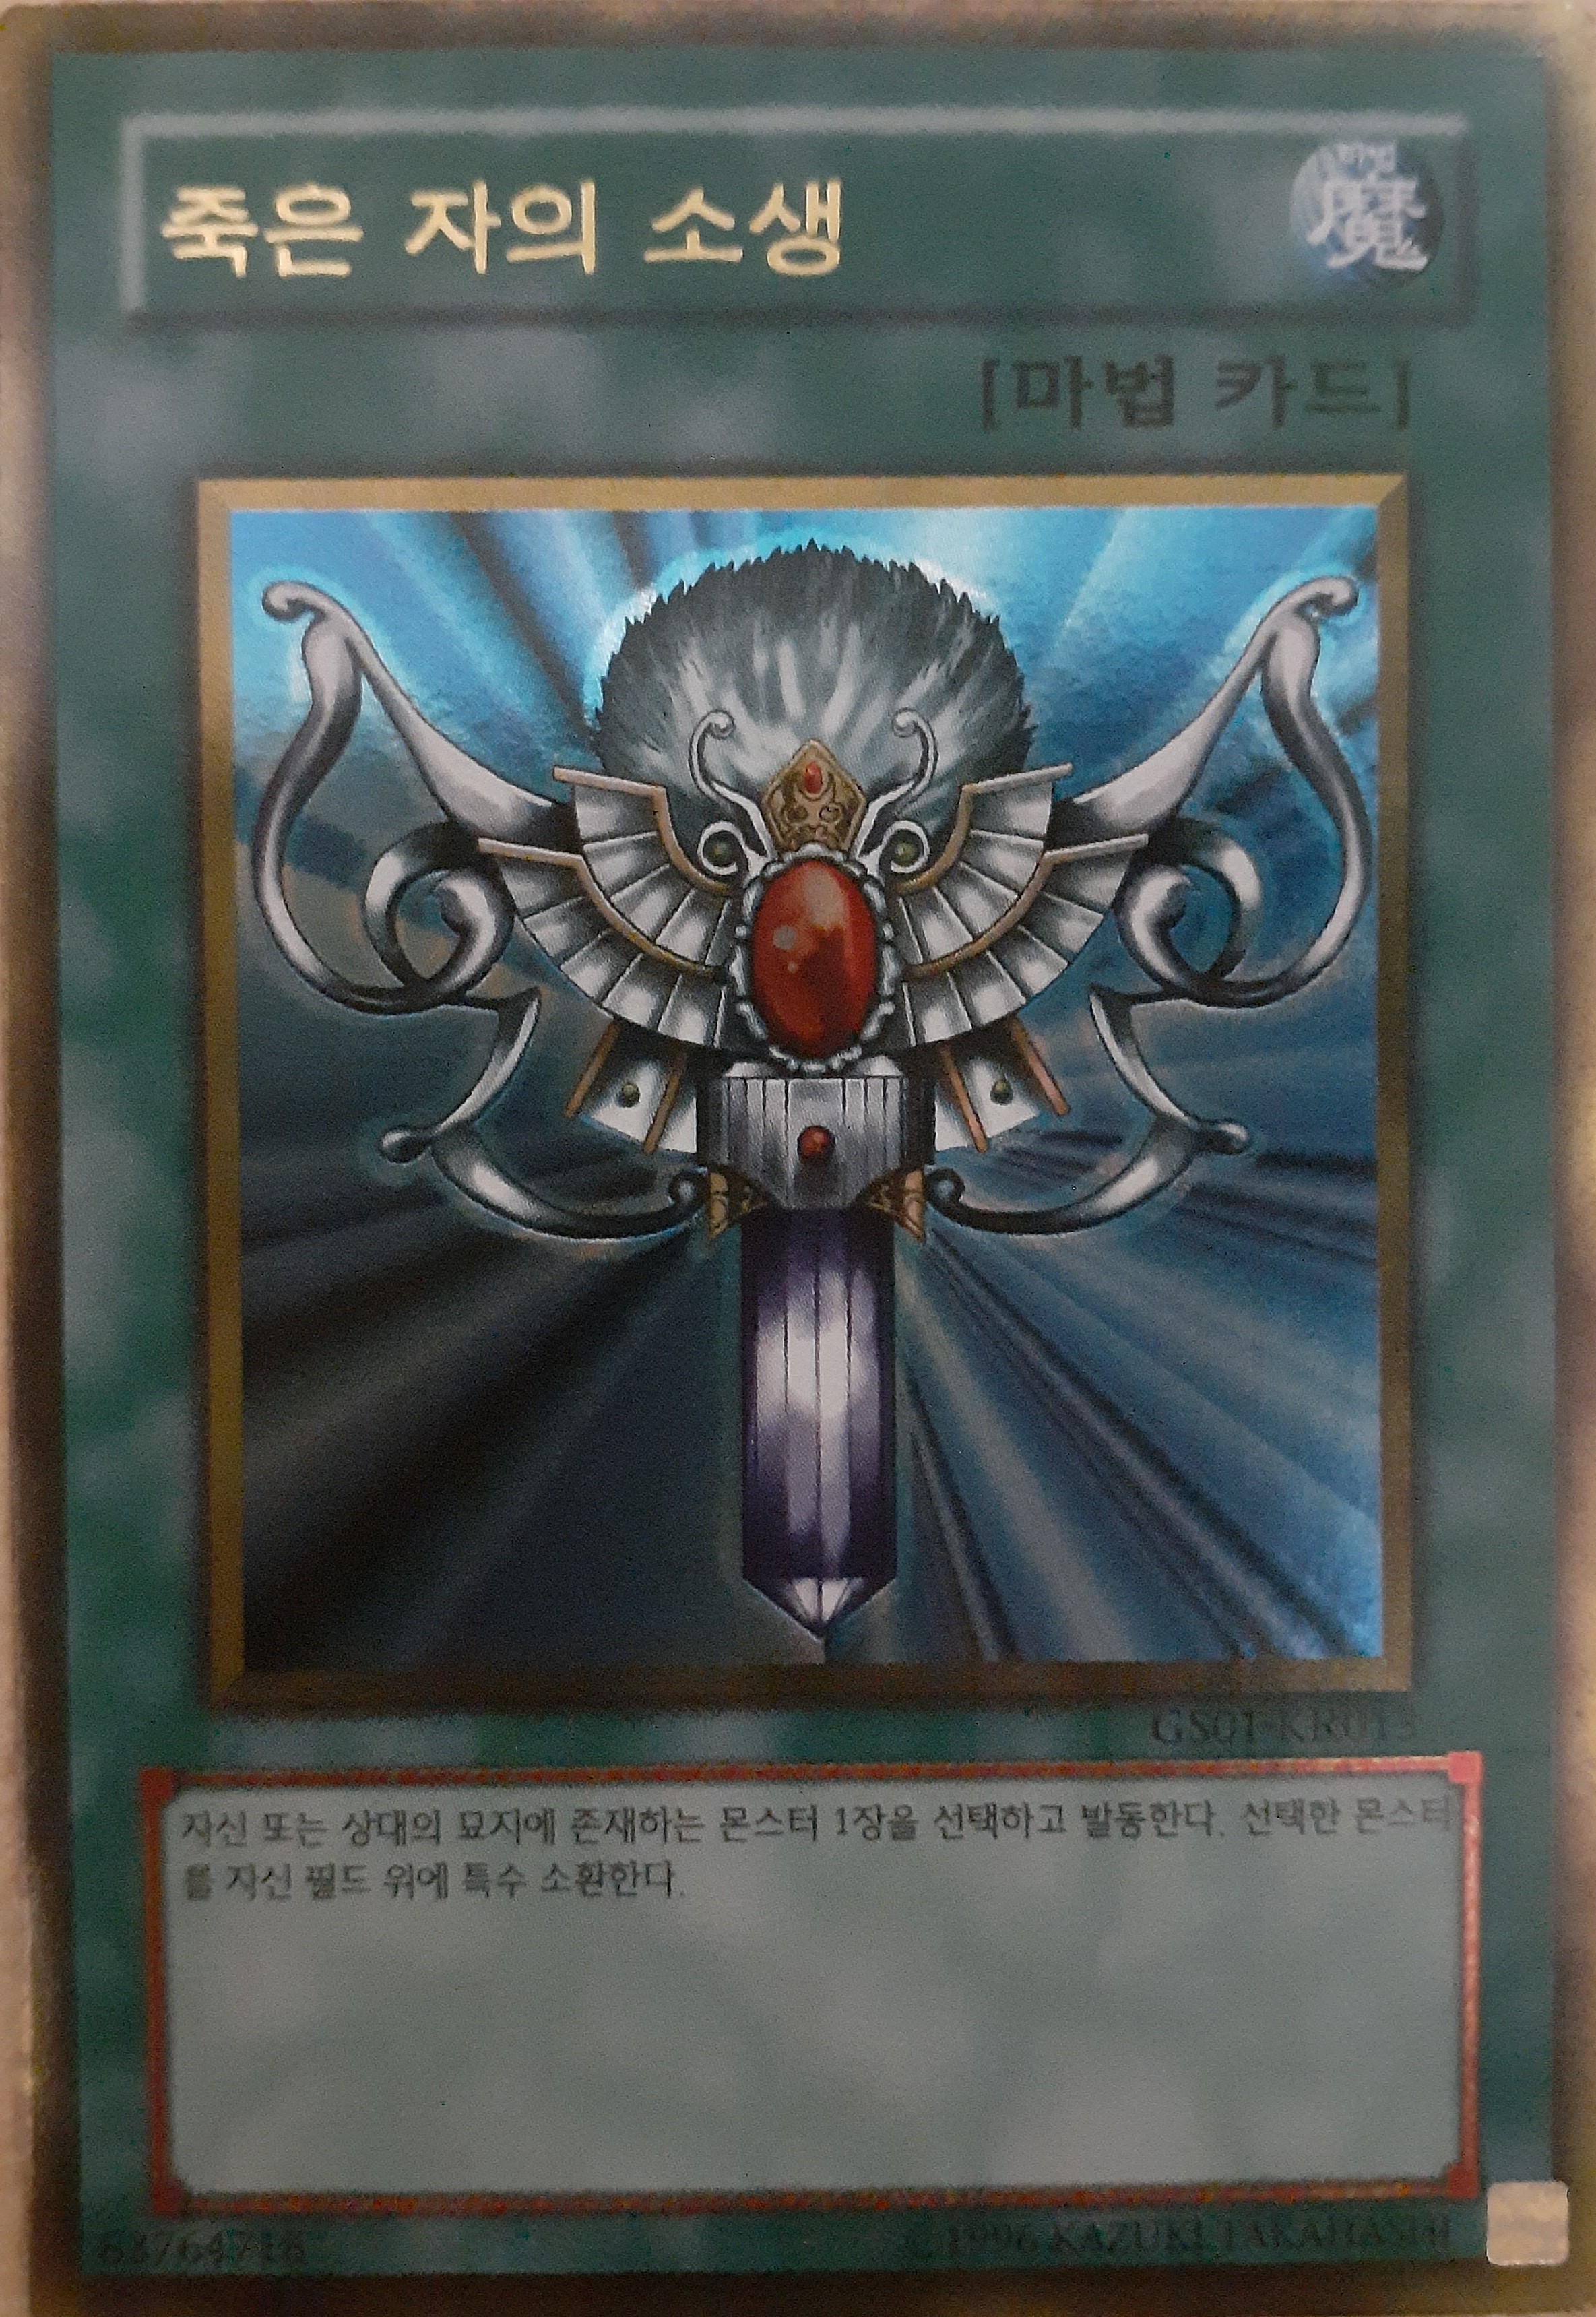 죽은 자의 소생
마법
魔
[마법 카드]
GS01-KR013
자신 또는 상대의 묘지에 존재하는 몬스터 1장을 선택하고 발동한다. 선택한 몬스터
를 자신 필드 위에 특수 소환한다.
©1996 KAZUKI TAKAHASHI